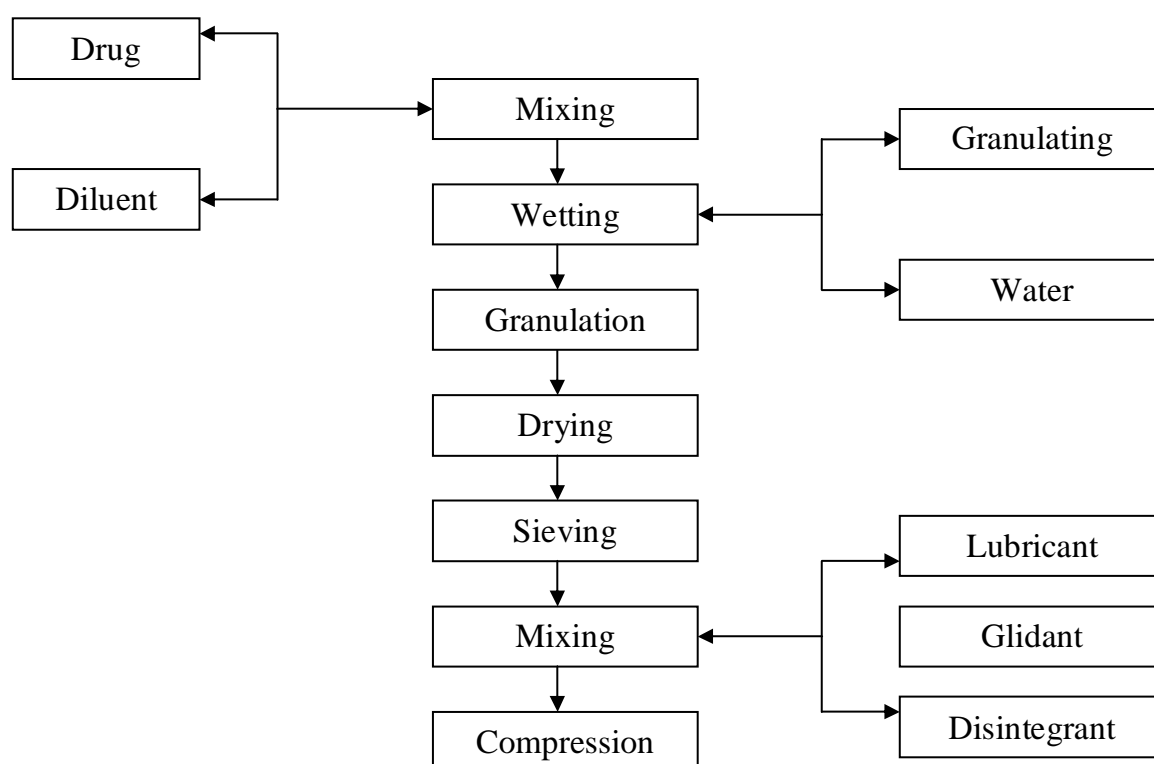 Drug
Mixing
Granulating
Diluent
Wetting
Water
Granulation
Drying
Sieving
Lubricant
Mixing
Glidant
Disintegrant
Compression